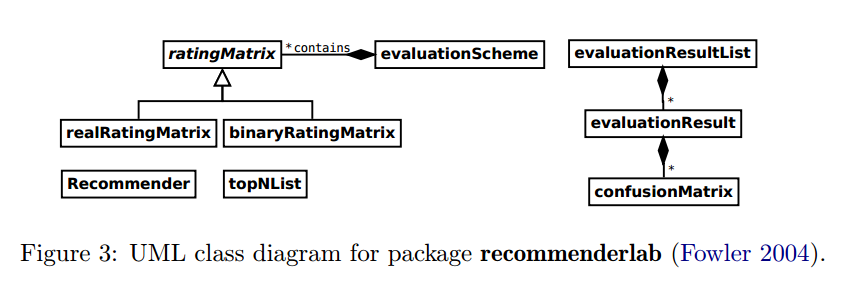 ratingMatrix
*contains
evaluationScheme
evaluationResultList
*
realRatingMatrix
binaryRatingMatrix
evaluationResult
*
Recommender
topNList
confusionMatrix
Figure 3: UML class diagram for package recommenderlab (Fowler 2004).